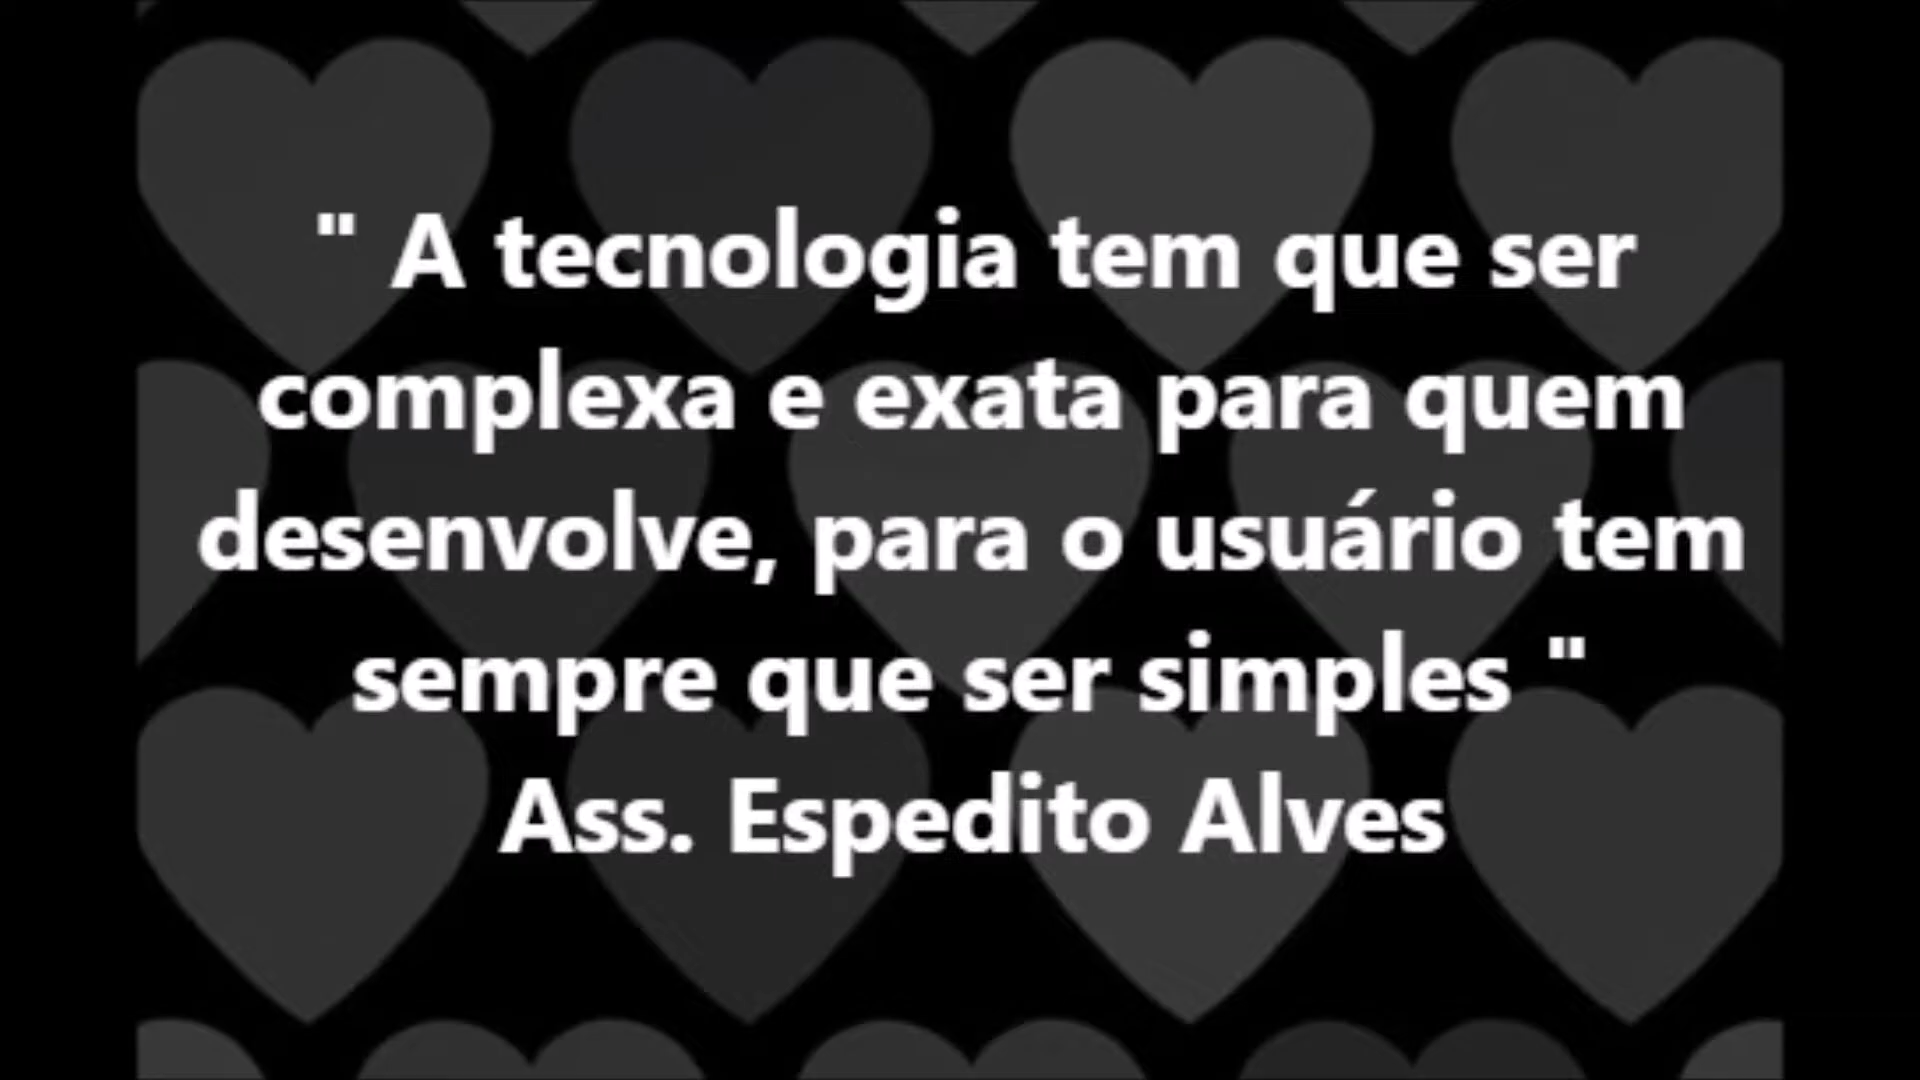 " A tecnologia tem que ser
complexa e exata para quem
desenvolve, para o usuário tem
sempre que ser simples "
Ass. Espedito Alves